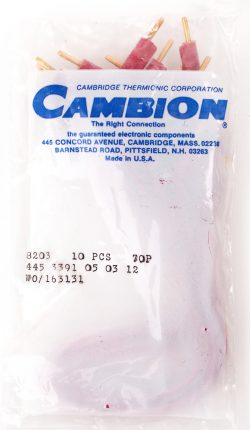 CAMBRIDGE THERMIONIC CORPORATION
CAMBION®
The Right Connection
the guaranteed electronic components
445 CONCORD AVENUE, CAMBRIDGE, MASS. 02238
BARNSTEAD ROAD, PITTSFIELD, N.H. 03263
Made in U.S.A.
8203 10 PCS TOP
445 3391 05 03 12
WO/163131